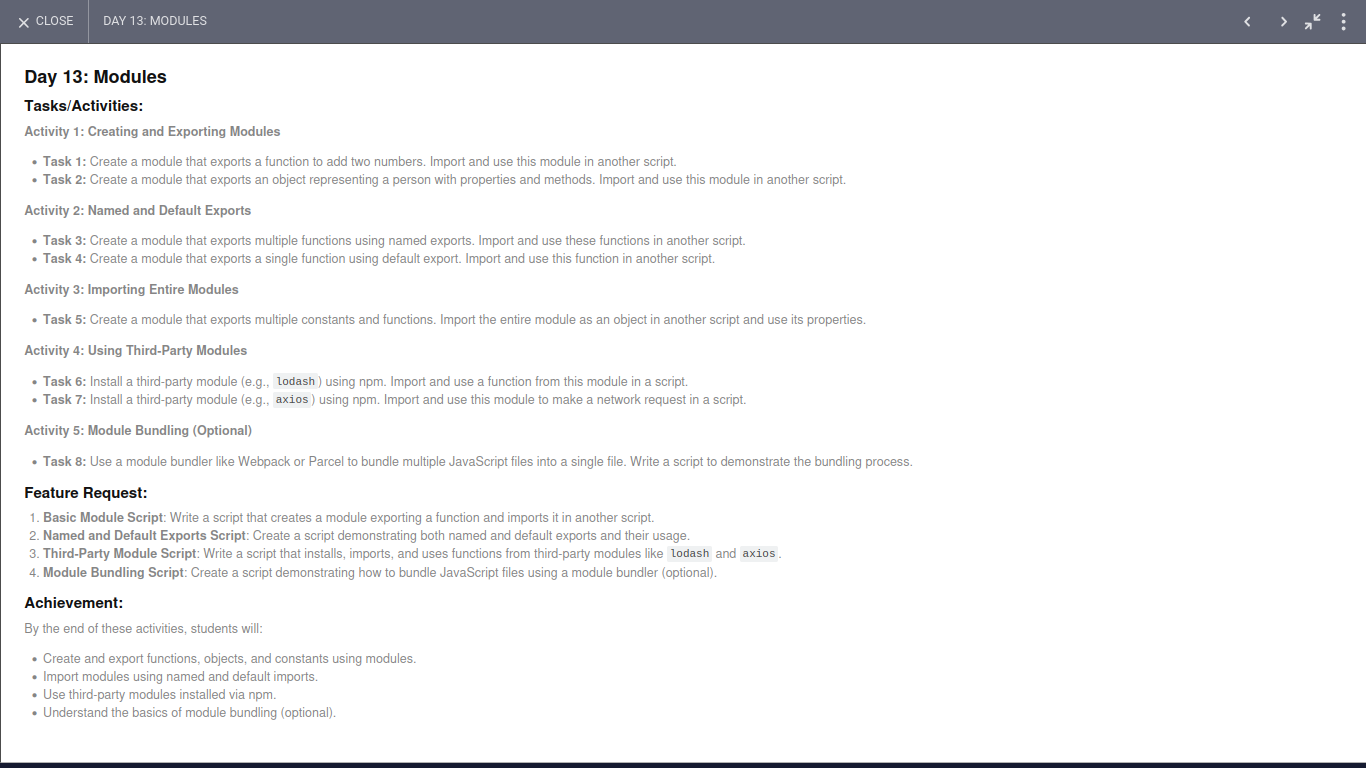 CLOSE
DAY 13: MODULES
Day 13: Modules
Tasks/Activities:
Activity 1: Creating and Exporting Modules
• Task 1: Create a module that exports a function to add two numbers. Import and use this module in another script.
• Task 2: Create a module that exports an object representing a person with properties and methods. Import and use this module in another script.
Activity 2: Named and Default Exports
• Task 3: Create a module that exports multiple functions using named exports. Import and use these functions in another script.
• Task 4: Create a module that exports a single function using default export. Import and use this function in another script.
Activity 3: Importing Entire Modules
• Task 5: Create a module that exports multiple constants and functions. Import the entire module as an object in another script and use its properties.
Activity 4: Using Third-Party Modules
• Task 6: Install a third-party module (e.g., lodash) using npm. Import and use a function from this module in a script.
• Task 7: Install a third-party module (e.g., axios) using npm. Import and use this module to make a network request in a script.
Activity 5: Module Bundling (Optional)
• Task 8: Use a module bundler like Webpack or Parcel to bundle multiple JavaScript files into a single file. Write a script to demonstrate the bundling process.
Feature Request:
1. Basic Module Script: Write a script that creates a module exporting a function and imports it in another script.
2. Named and Default Exports Script: Create a script demonstrating both named and default exports and their usage.
3. Third-Party Module Script: Write a script that installs, imports, and uses functions from third-party modules like lodash and axios.
4. Module Bundling Script: Create a script demonstrating how to bundle JavaScript files using a module bundler (optional).
Achievement:
By the end of these activities, students will:
• Create and export functions, objects, and constants using modules.
• Import modules using named and default imports.
• Use third-party modules installed via npm.
• Understand the basics of module bundling (optional).